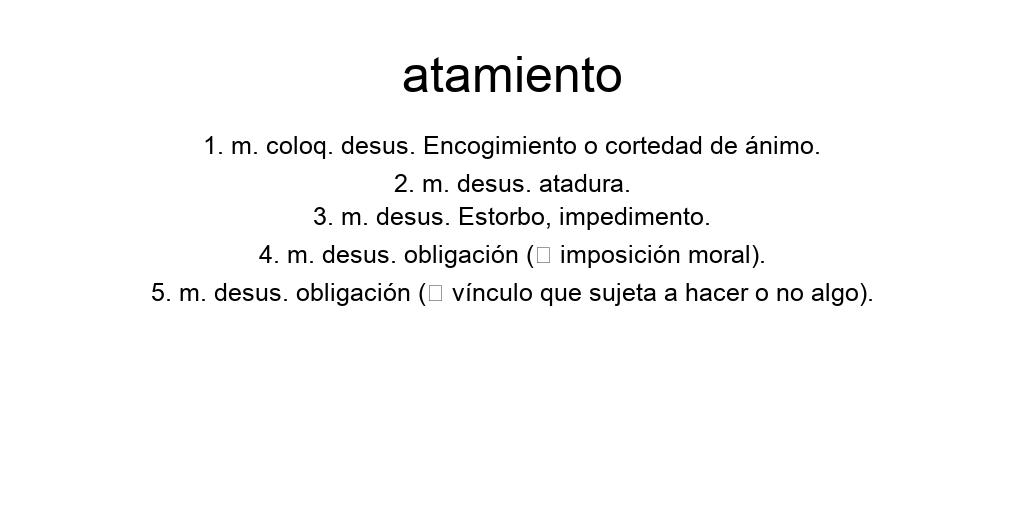 atamiento
1. m. coloq. desus. Encogimiento o cortedad de ánimo.
2. m. desus. atadura.
3. m. desus. Estorbo, impedimento.
4. m. desus. obligación (□ imposición moral).
5. m. desus. obligación (□ vínculo que sujeta a hacer o no algo).